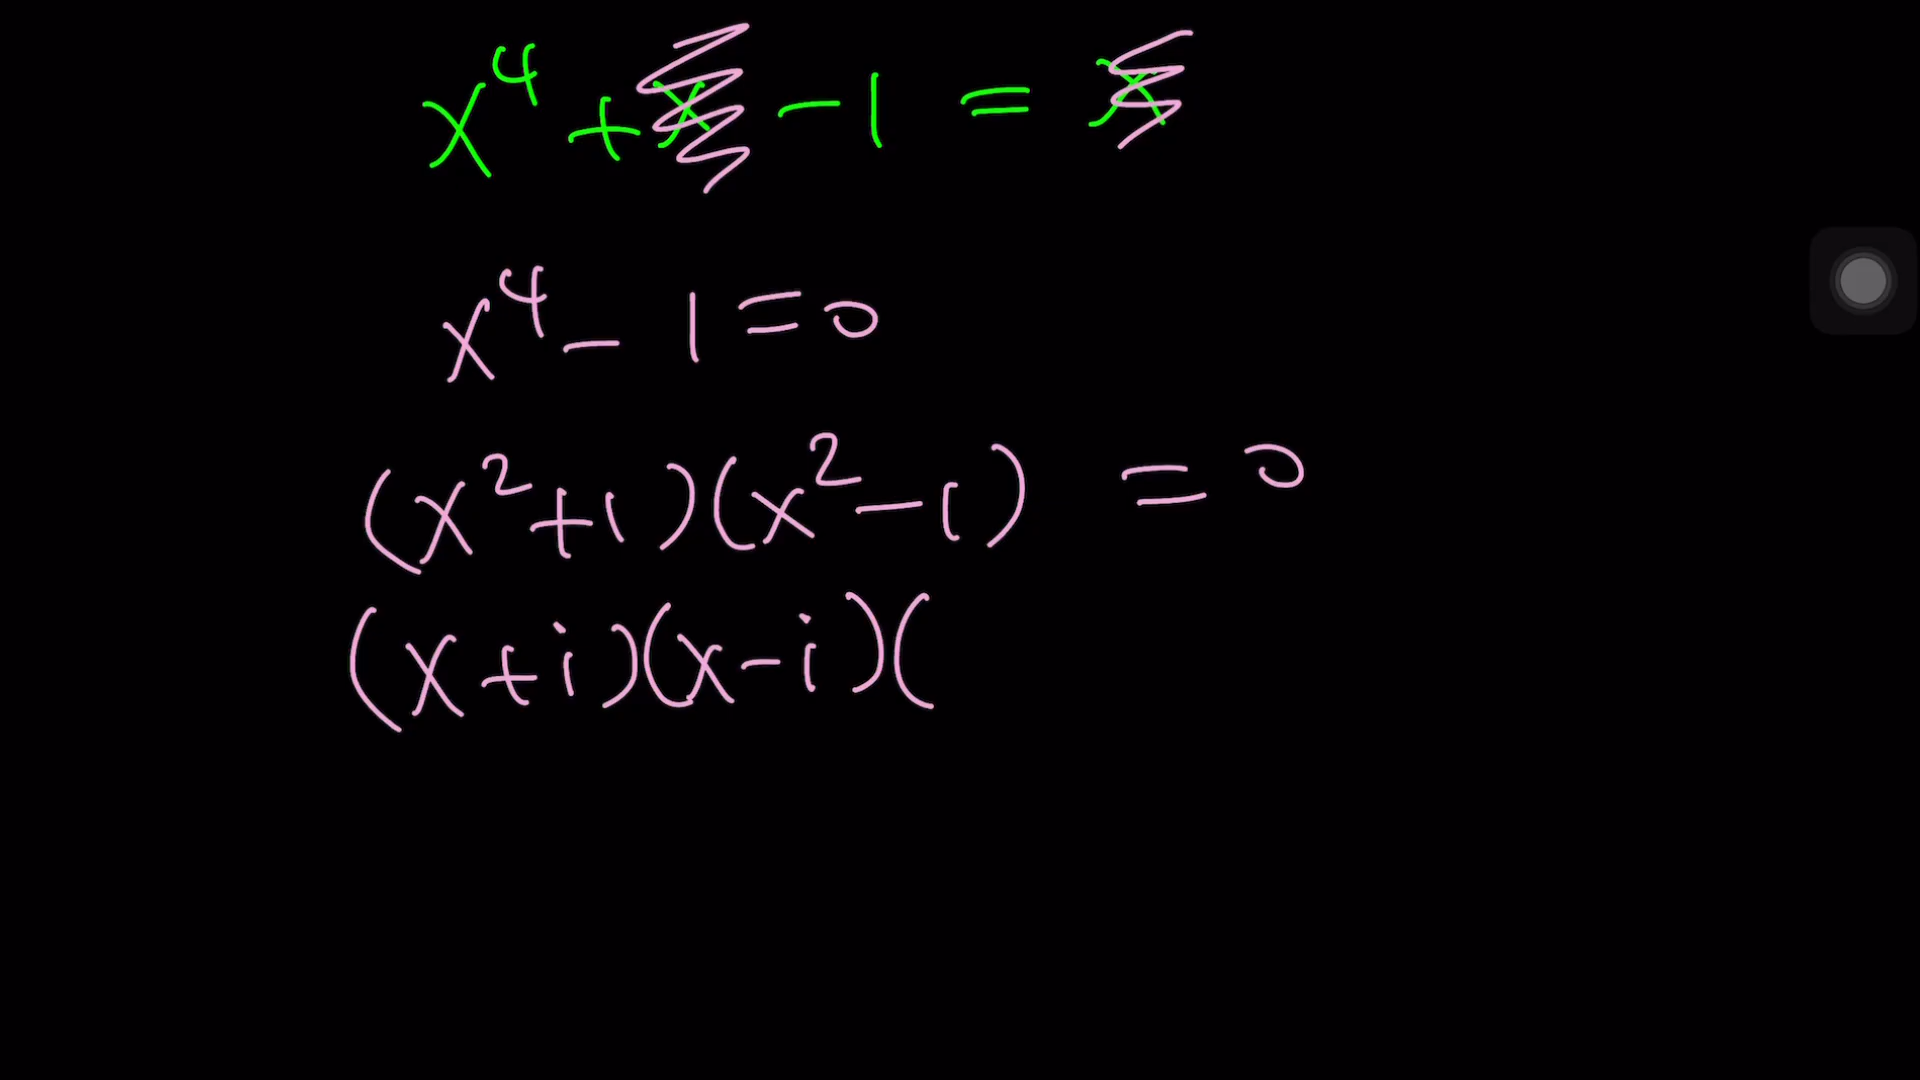 x⁴ + x - 1 = x
x⁴ - 1 = 0
(x² + 1)(x² - 1) = 0
(x + i)(x - i)(